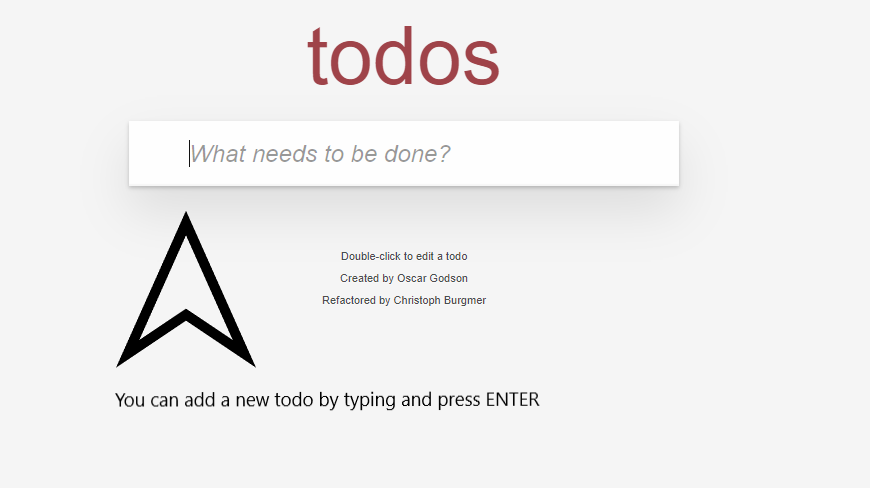 todos
What needs to be done?
Double-click to edit a todo
Created by Oscar Godson
Refactored by Christoph Burgmer
You can add a new todo by typing and press ENTER